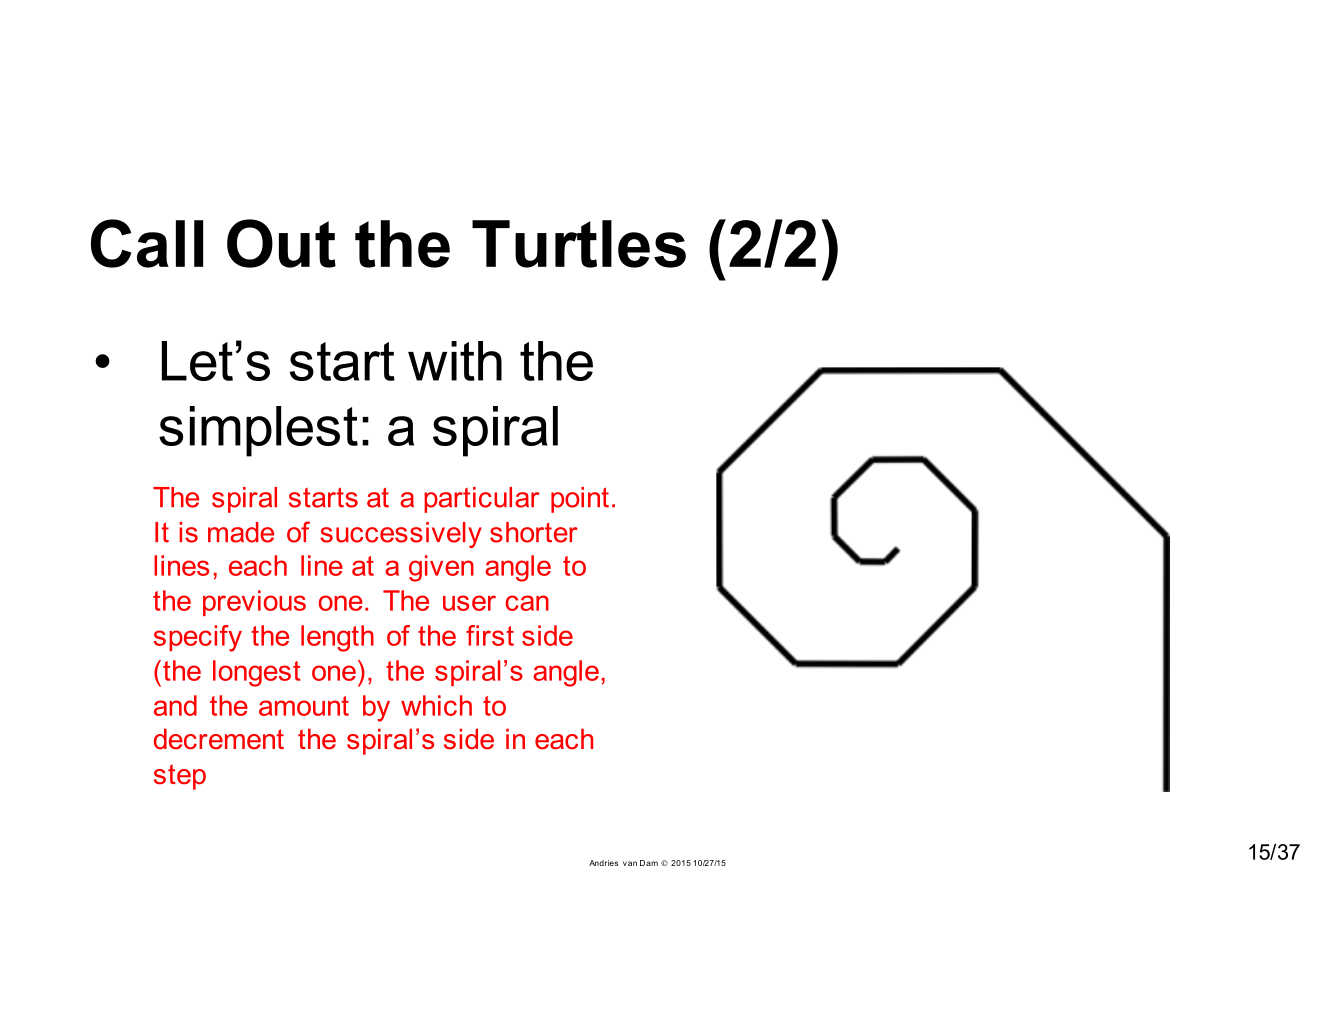 Call Out the Turtles (2/2)
• Let’s start with the
simplest: a spiral
The spiral starts at a particular point.
It is made of successively shorter
lines, each line at a given angle to
the previous one. The user can
specify the length of the first side
(the longest one), the spiral’s angle,
and the amount by which to
decrement the spiral’s side in each
step
Andries van Dam © 2015 10/27/15
15/37